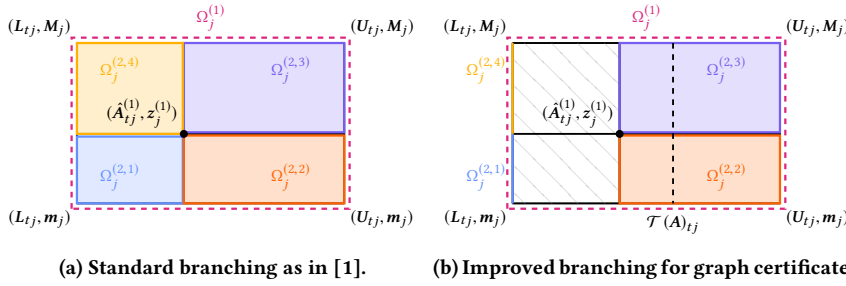 (L_{tj}, M_j) Ω_j^{(1)} (U_{tj}, M_j)
Ω_j^{(2,4)} Ω_j^{(2,3)}
(Â_{tj}^{(1)}, z_j^{(1)})
Ω_j^{(2,1)} Ω_j^{(2,2)}
(L_{tj}, m_j) (U_{tj}, m_j)
(a) Standard branching as in [1].
(L_{tj}, M_j) Ω_j^{(1)} (U_{tj}, M_j)
Ω_j^{(2,4)} Ω_j^{(2,3)}
(Â_{tj}^{(1)}, z_j^{(1)})
Ω_j^{(2,1)} Ω_j^{(2,2)}
(L_{tj}, m_j) 𝒯(A)_{tj} (U_{tj}, m_j)
(b) Improved branching for graph certificate